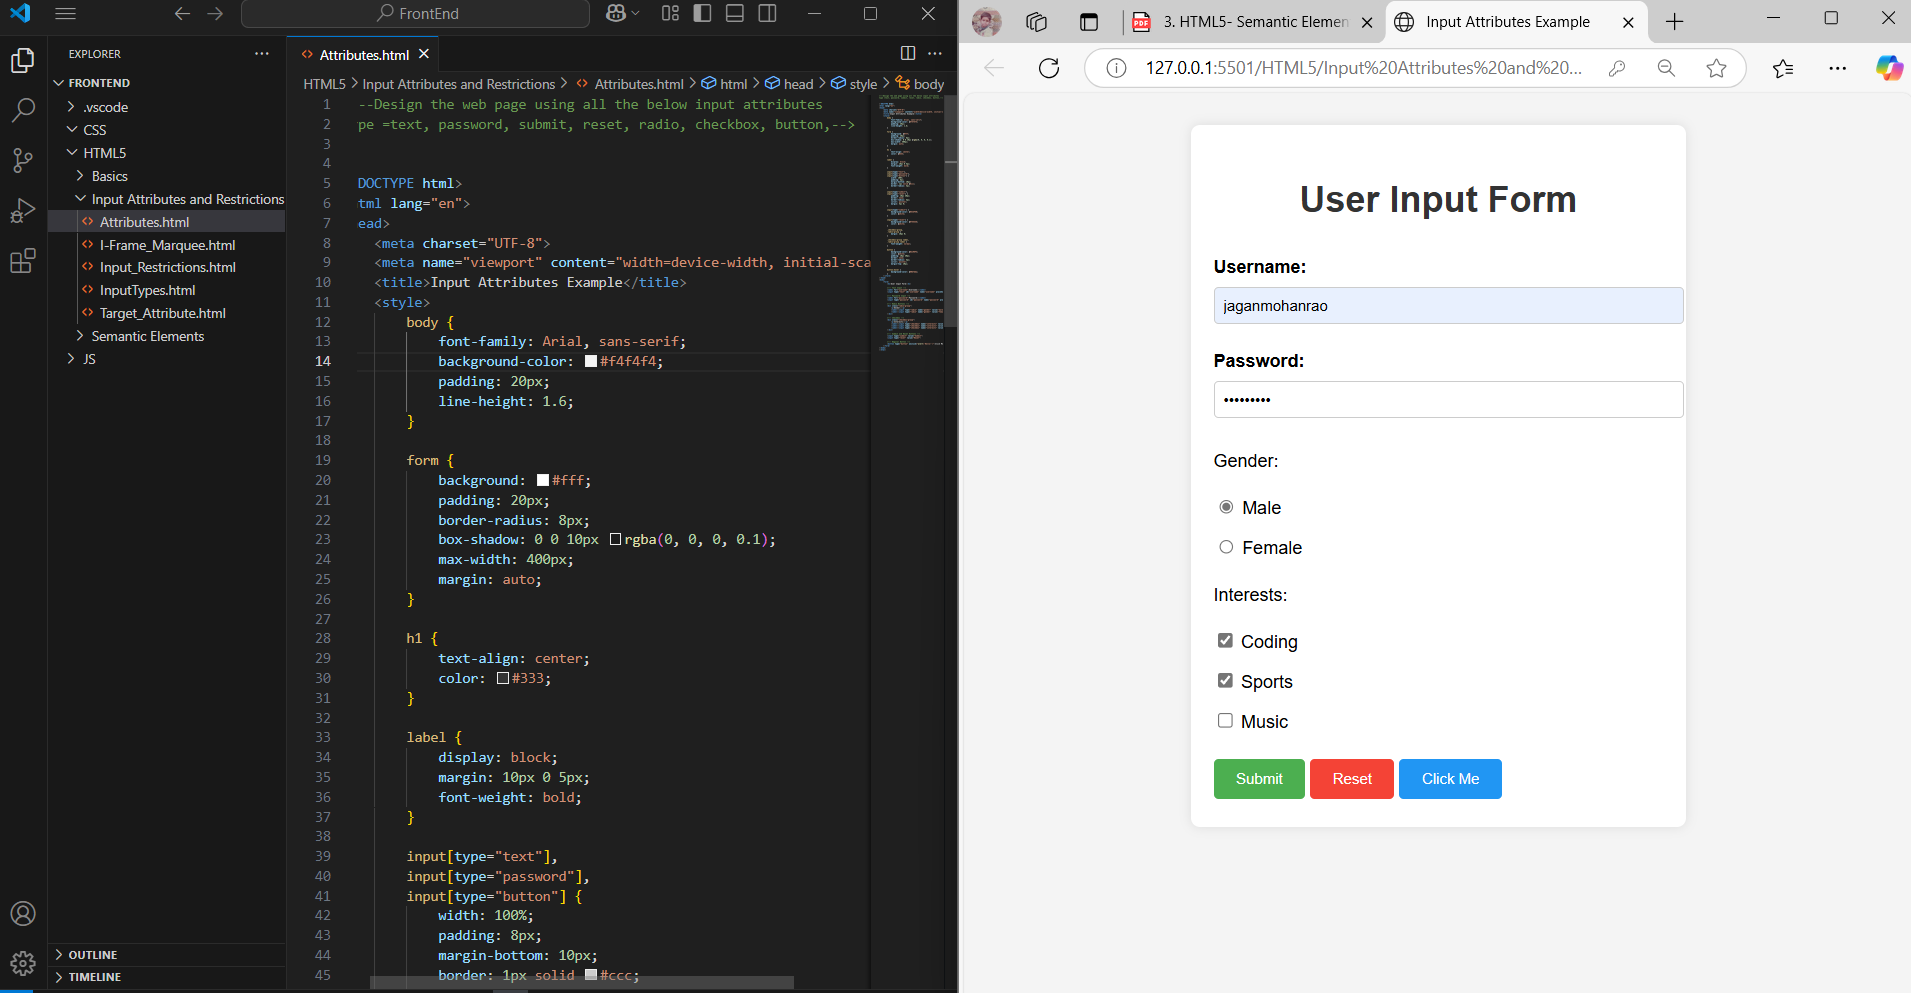 FrontEnd
EXPLORER
FRONTEND
.vscode
CSS
HTML5
Basics
Input Attributes and Restrictions
Attributes.html
I-Frame_Marquee.html
Input_Restrictions.html
InputTypes.html
Target_Attribute.html
Semantic Elements
JS
OUTLINE
TIMELINE
Attributes.html
HTML5 > Input Attributes and Restrictions > Attributes.html > html > head > style > body
1 --Design the web page using all the below input attributes
2 pe =text, password, submit, reset, radio, checkbox, button,-->
3
4
5 DOCTYPE html>
6 tml lang="en">
7 ead>
8 <meta charset="UTF-8">
9 <meta name="viewport" content="width=device-width, initial-sca
10 <title>Input Attributes Example</title>
11 <style>
12 body {
13 font-family: Arial, sans-serif;
14 background-color: #f4f4f4;
15 padding: 20px;
16 line-height: 1.6;
17 }
18
19 form {
20 background: #fff;
21 padding: 20px;
22 border-radius: 8px;
23 box-shadow: 0 0 10px rgba(0, 0, 0, 0.1);
24 max-width: 400px;
25 margin: auto;
26 }
27
28 h1 {
29 text-align: center;
30 color: #333;
31 }
32
33 label {
34 display: block;
35 margin: 10px 0 5px;
36 font-weight: bold;
37 }
38
39 input[type="text"],
40 input[type="password"],
41 input[type="button"] {
42 width: 100%;
43 padding: 8px;
44 margin-bottom: 10px;
45 border: 1px solid #ccc;
PDF
3. HTML5- Semantic Elemen
Input Attributes Example
127.0.0.1:5501/HTML5/Input%20Attributes%20and%20...
User Input Form
Username:
jaganmohanrao
Password:
•••••••••
Gender:
Male
Female
Interests:
Coding
Sports
Music
Submit Reset Click Me